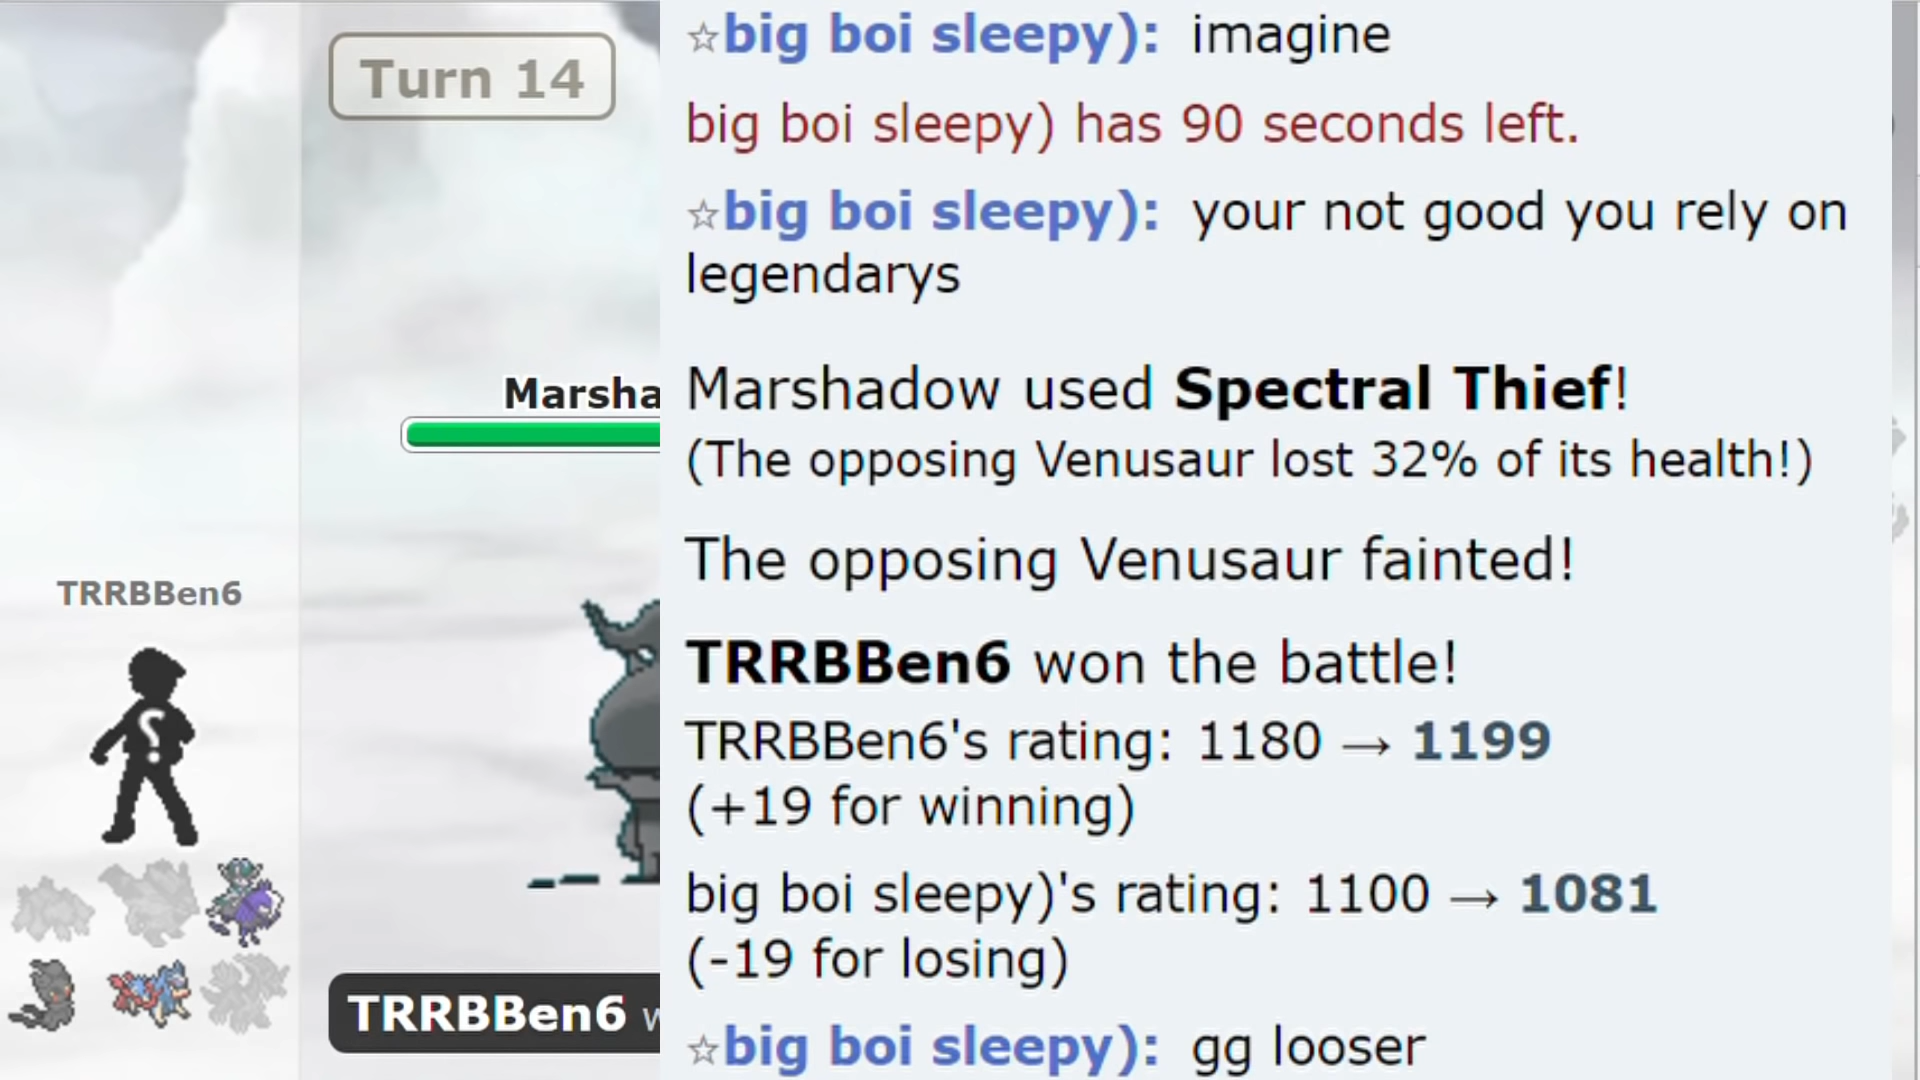 Turn 14
Marsha
TRRBBen6
TRRBBen6 w
☆big boi sleepy): imagine
big boi sleepy) has 90 seconds left.
☆big boi sleepy): your not good you rely on
legendarys
Marshadow used Spectral Thief!
(The opposing Venusaur lost 32% of its health!)
The opposing Venusaur fainted!
TRRBBen6 won the battle!
TRRBBen6's rating: 1180 → 1199
(+19 for winning)
big boi sleepy)'s rating: 1100 → 1081
(-19 for losing)
☆big boi sleepy): gg looser